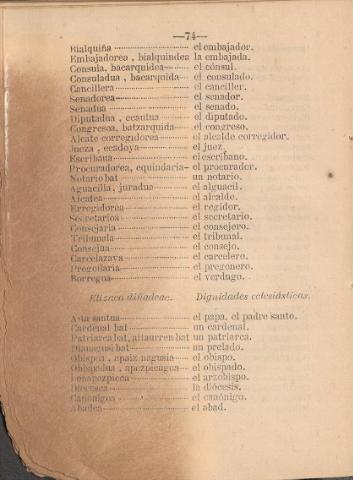 —74—
Bialquiña — el embajador.
Embajadorea, bialquindea — la embajada.
Consula, bacarquidea — el cónsul.
Consuladua, bacarquida — el consulado.
Cancillera — el canciller.
Senadorea — el senador.
Senadua — el senado.
Diputadua, ecautua — el diputado.
Congresoa, batzarquida — el congreso.
Alcate corregidorea — el alcalde corregidor.
Jueza, ecadoya — el juez.
Escribaua — el escribano.
Procuradorea, equindaria — el procurador.
Notario bat — un notario.
Aguacilla, juradua — el alguacil.
Alcatea — el alcalde.
Erregidorea — el regidor.
Secretarioa — el secretario.
Consejaria — el consejero.
Tribunala — el tribunal.
Consejua — el consejo.
Carcelazaya — el carcelero.
Pregoilaria — el pregonero.
Borregoa — el verdugo.
Elizaco diñadeac. Dignidades eclesiásticas.
Aita santua — el papa, el padre santo.
Cardenal bat — un cardenal.
Patriarca bat, aitaurren bat un patriarca.
Dianagusi bat — un prelado.
Obispoa, apaiz nagusia — el obispo.
Obispadua, apezpicugoa — el obispado.
el arzobispo.
Diocesea — la diócesis.
Canonigoa — el canónigo.
Abadea — el abad.